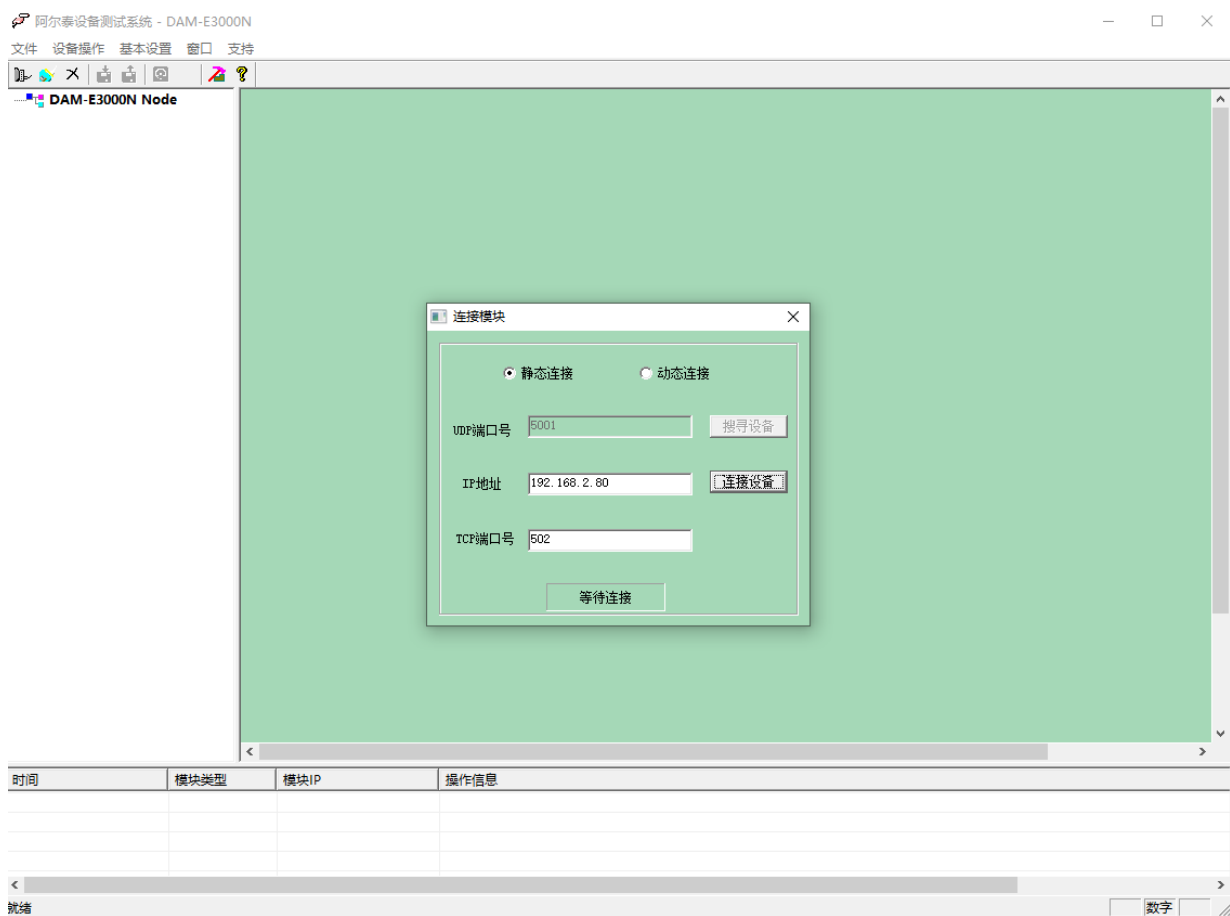 阿尔泰设备测试系统 - DAM-E3000N
文件 设备操作 基本设置 窗口 支持
DAM-E3000N Node
连接模块
静态连接 动态连接
UDP端口号 5001 搜寻设备
IP地址 192.168.2.80 连接设备
TCP端口号 502
等待连接
时间 模块类型 模块IP 操作信息
就绪 数字